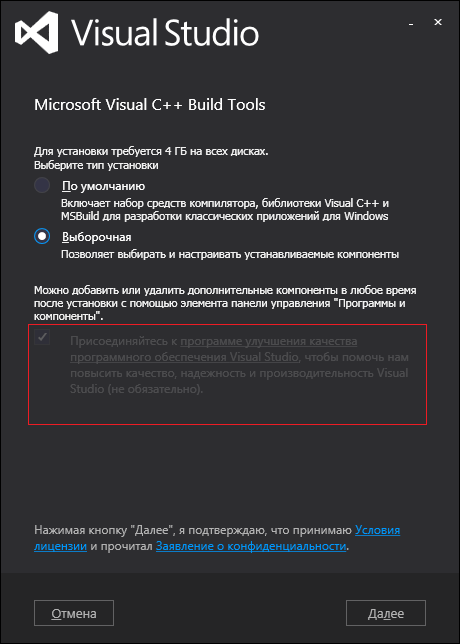 Visual Studio
Microsoft Visual C++ Build Tools
Для установки требуется 4 ГБ на всех дисках.
Выберите тип установки
По умолчанию
Включает набор средств компилятора, библиотеки Visual C++ и
MSBuild для разработки классических приложений для Windows
Выборочная
Позволяет выбирать и настраивать устанавливаемые компоненты
Можно добавить или удалить дополнительные компоненты в любое время
после установки с помощью элемента панели управления "Программы и
компоненты".
Присоединяйтесь к программе улучшения качества
программного обеспечения Visual Studio, чтобы помочь нам
повысить качество, надежность и производительность Visual
Studio (не обязательно).
Нажимая кнопку "Далее", я подтверждаю, что принимаю Условия
лицензии и прочитал Заявление о конфиденциальности.
Отмена
Далее